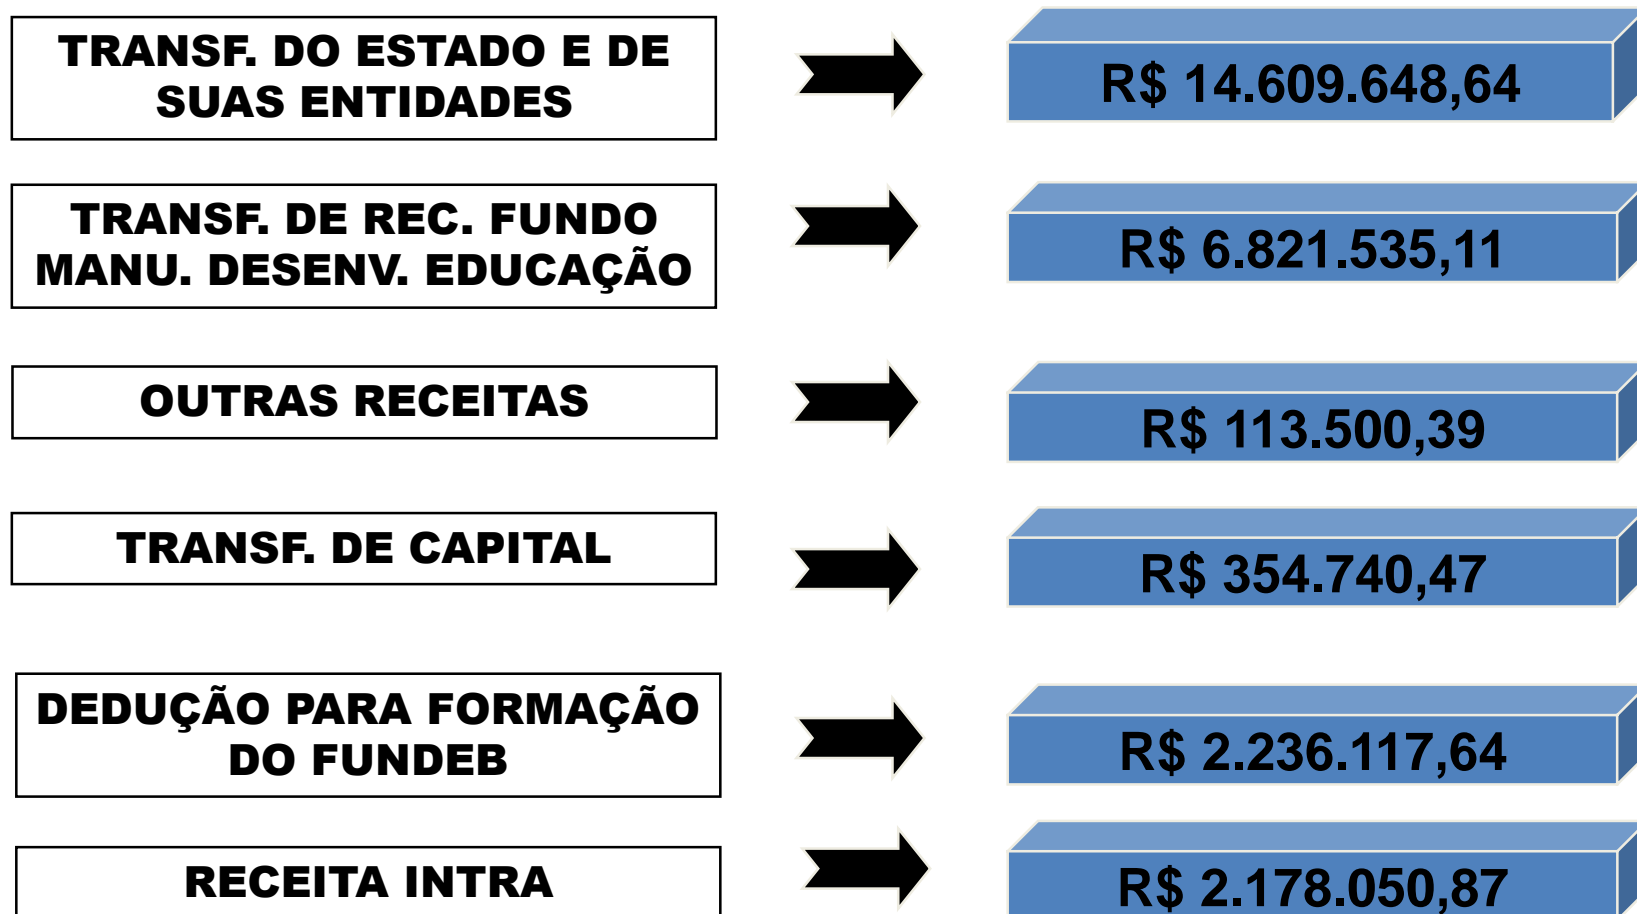 TRANSF. DO ESTADO E DE
SUAS ENTIDADES
R$ 14.609.648,64
TRANSF. DE REC. FUNDO
MANU. DESENV. EDUCAÇÃO
R$ 6.821.535,11
OUTRAS RECEITAS
R$ 113.500,39
TRANSF. DE CAPITAL
R$ 354.740,47
DEDUÇÃO PARA FORMAÇÃO
DO FUNDEB
R$ 2.236.117,64
RECEITA INTRA
R$ 2.178.050,87